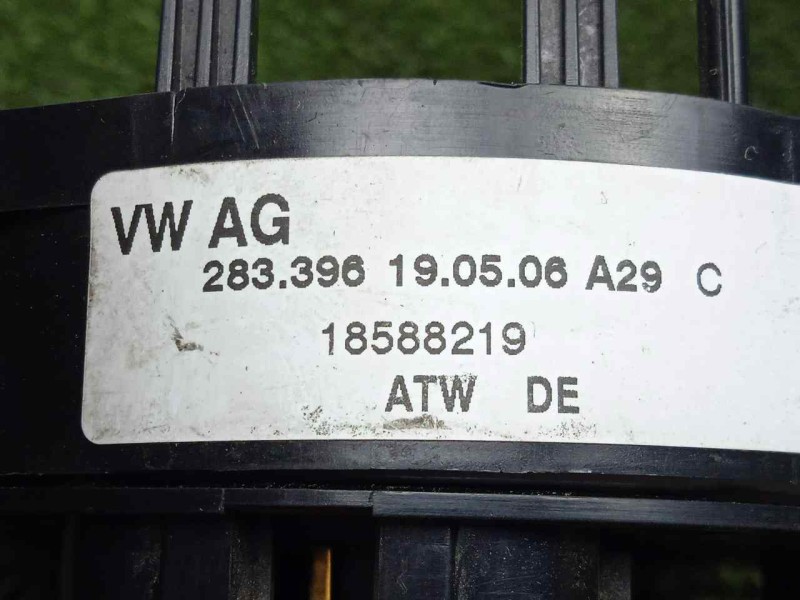 VW AG
283.396 19.05.06 A29 C
18588219
ATW DE